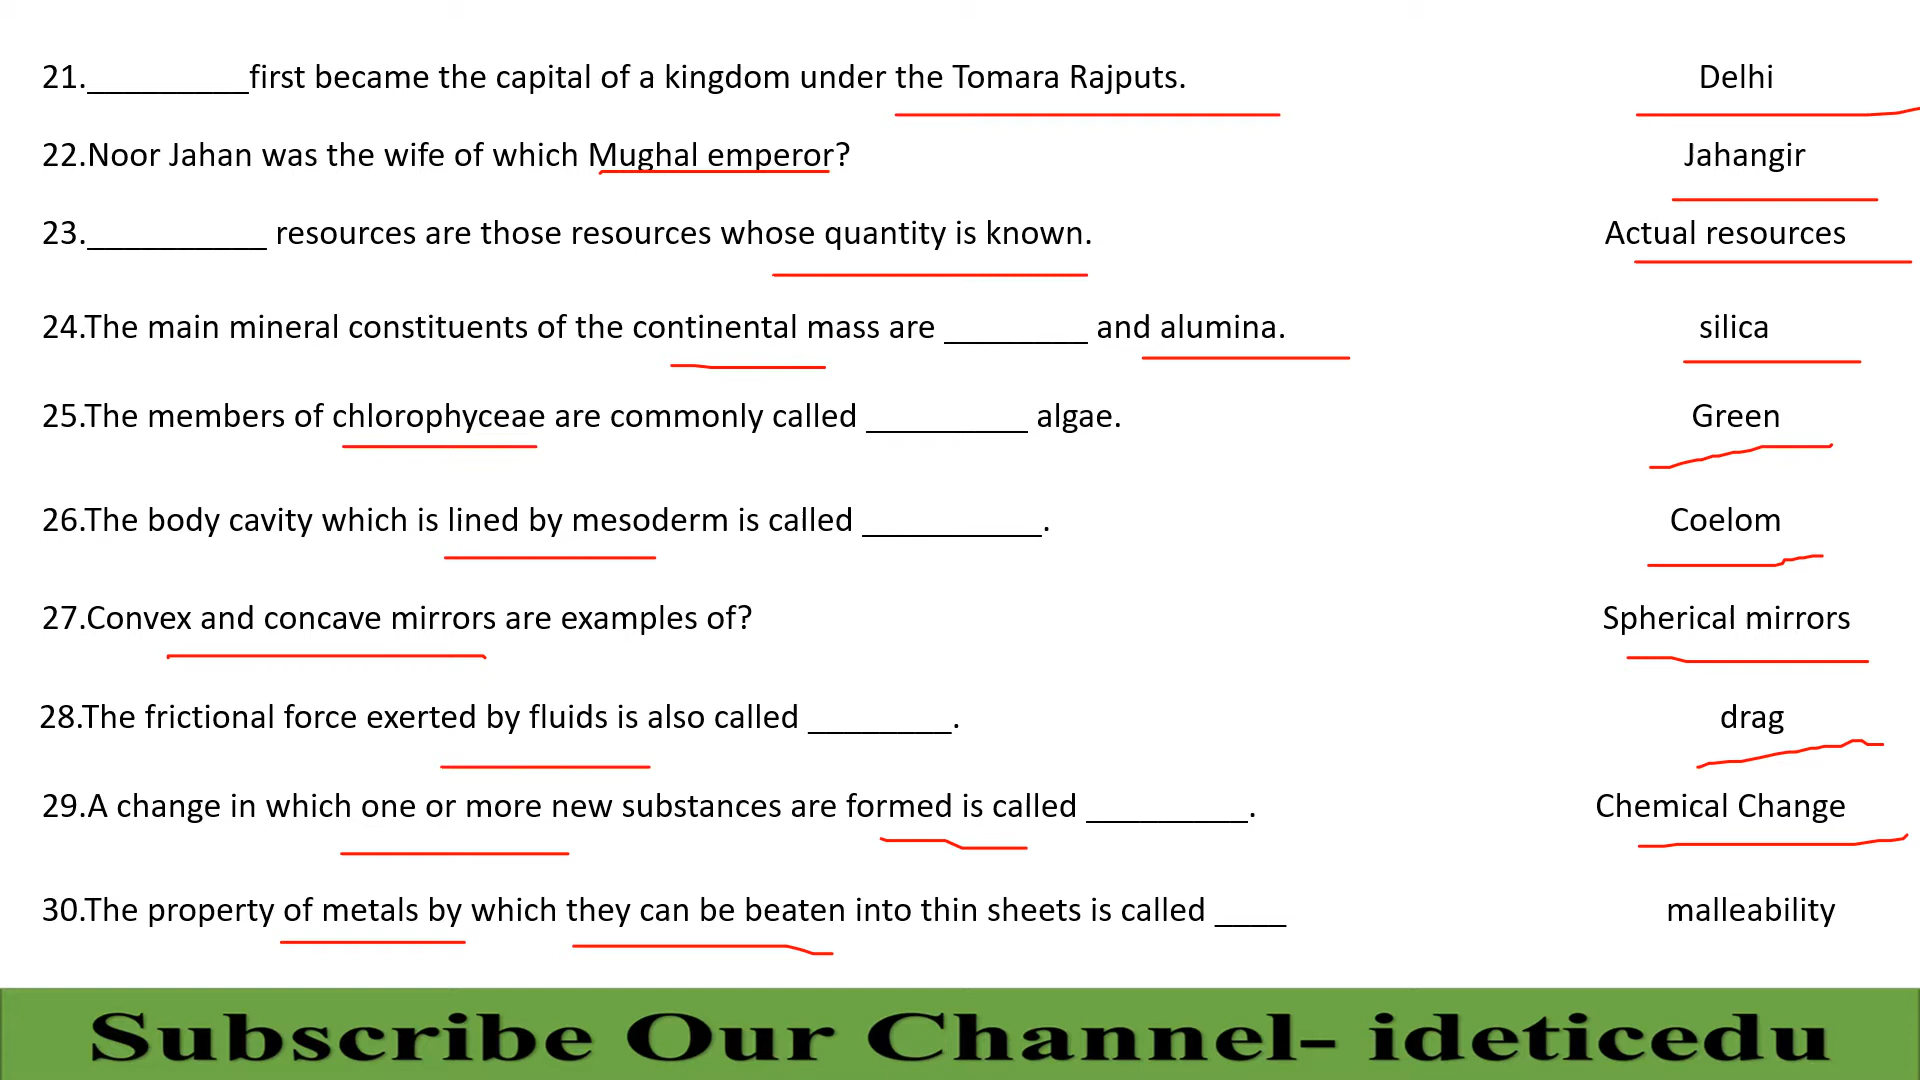 21._________first became the capital of a kingdom under the Tomara Rajputs. Delhi
22.Noor Jahan was the wife of which Mughal emperor? Jahangir
23.__________ resources are those resources whose quantity is known. Actual resources
24.The main mineral constituents of the continental mass are ________ and alumina. silica
25.The members of chlorophyceae are commonly called _________ algae. Green
26.The body cavity which is lined by mesoderm is called __________. Coelom
27.Convex and concave mirrors are examples of? Spherical mirrors
28.The frictional force exerted by fluids is also called ________. drag
29.A change in which one or more new substances are formed is called _________. Chemical Change
30.The property of metals by which they can be beaten into thin sheets is called ____ malleability
Subscribe Our Channel- ideticedu